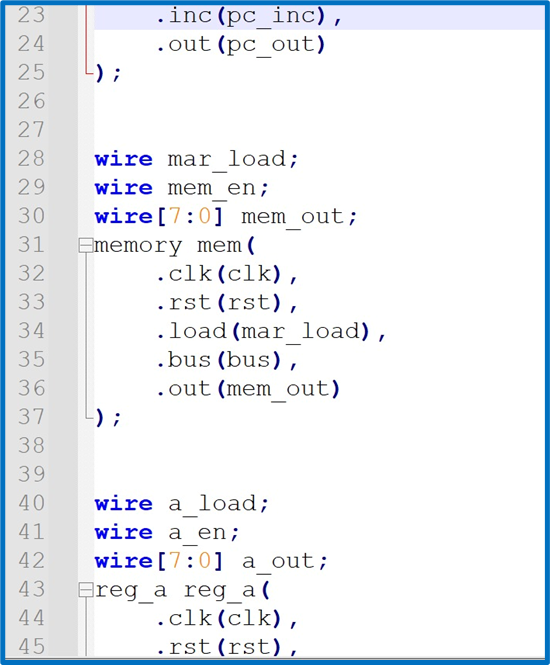 23 .inc(pc_inc),
24 .out(pc_out)
25 );
26
27
28 wire mar_load;
29 wire mem_en;
30 wire[7:0] mem_out;
31 memory mem(
32 .clk(clk),
33 .rst(rst),
34 .load(mar_load),
35 .bus(bus),
36 .out(mem_out)
37 );
38
39
40 wire a_load;
41 wire a_en;
42 wire[7:0] a_out;
43 reg_a reg_a(
44 .clk(clk),
45 .rst(rst),